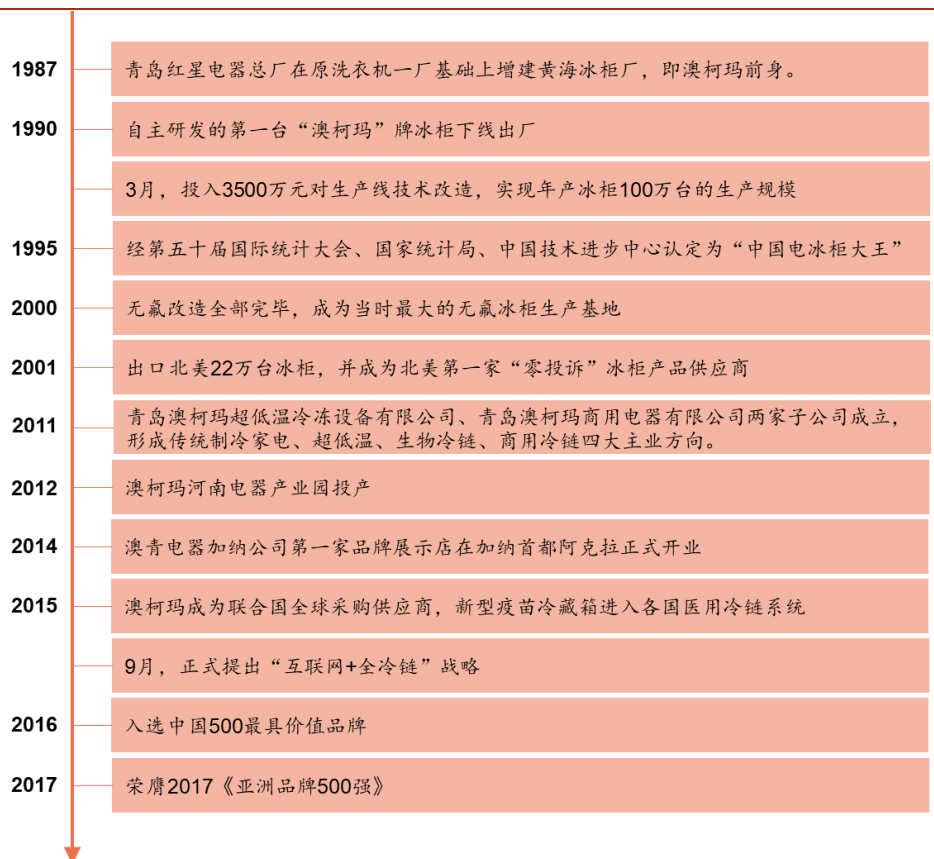 1987
青岛红星电器总厂在原洗衣机一厂基础上增建黄海冰柜厂，即澳柯玛前身。
1990
自主研发的第一台“澳柯玛”牌冰柜下线出厂
3月，投入3500万元对生产线技术改造，实现年产冰柜100万台的生产规模
1995
经第五十届国际统计大会、国家统计局、中国技术进步中心认定为“中国电冰柜大王”
2000
无氟改造全部完毕，成为当时最大的无氟冰柜生产基地
2001
出口北美22万台冰柜，并成为北美第一家“零投诉”冰柜产品供应商
2011
青岛澳柯玛超低温冷冻设备有限公司、青岛澳柯玛商用电器有限公司两家子公司成立，
形成传统制冷家电、超低温、生物冷链、商用冷链四大主业方向。
2012
澳柯玛河南电器产业园投产
2014
澳青电器加纳公司第一家品牌展示店在加纳首都阿克拉正式开业
2015
澳柯玛成为联合国全球采购供应商，新型疫苗冷藏箱进入各国医用冷链系统
9月，正式提出“互联网+全冷链”战略
2016
入选中国500最具价值品牌
2017
荣膺2017《亚洲品牌500强》